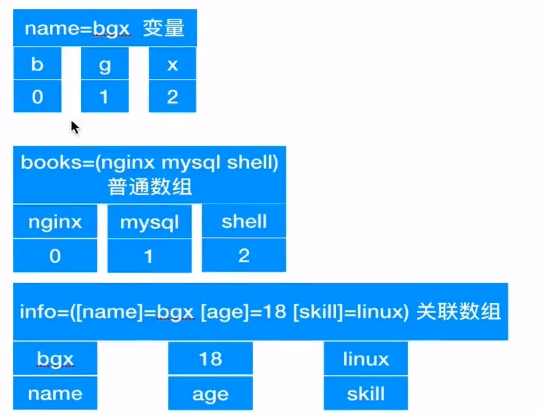 name=bgx 变量
b g x
0 1 2
books=(nginx mysql shell)
普通数组
nginx mysql shell
0 1 2
info=([name]=bgx [age]=18 [skill]=linux) 关联数组
bgx 18 linux
name age skill